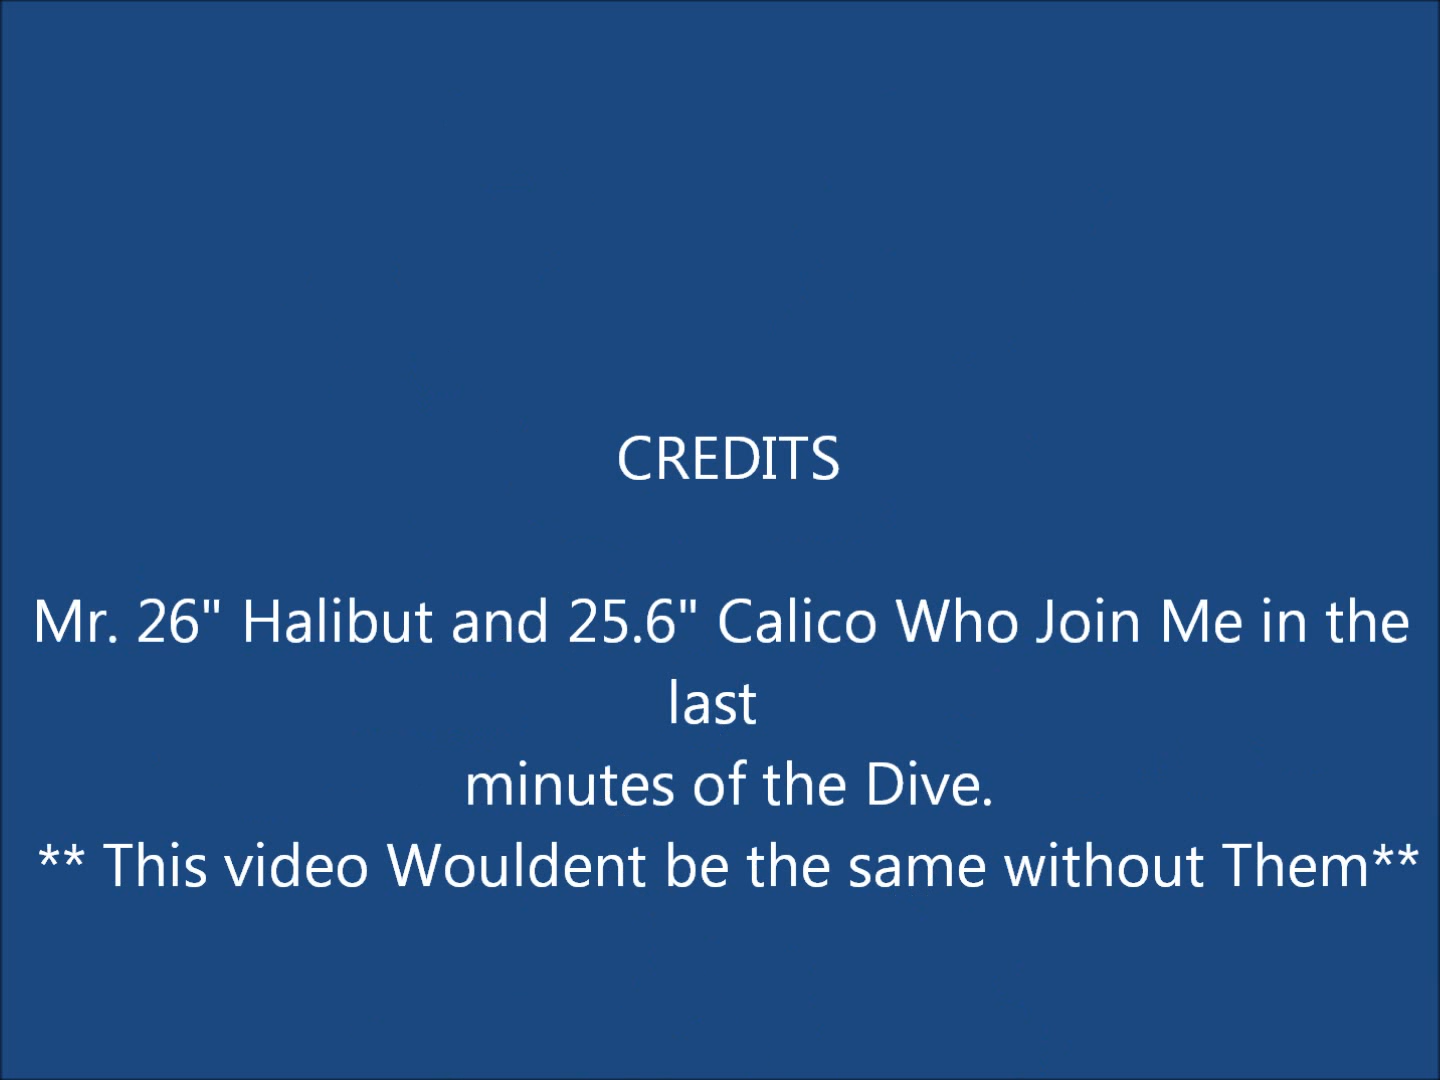 CREDITS
Mr. 26" Halibut and 25.6" Calico Who Join Me in the
last
minutes of the Dive.
** This video Wouldent be the same without Them**